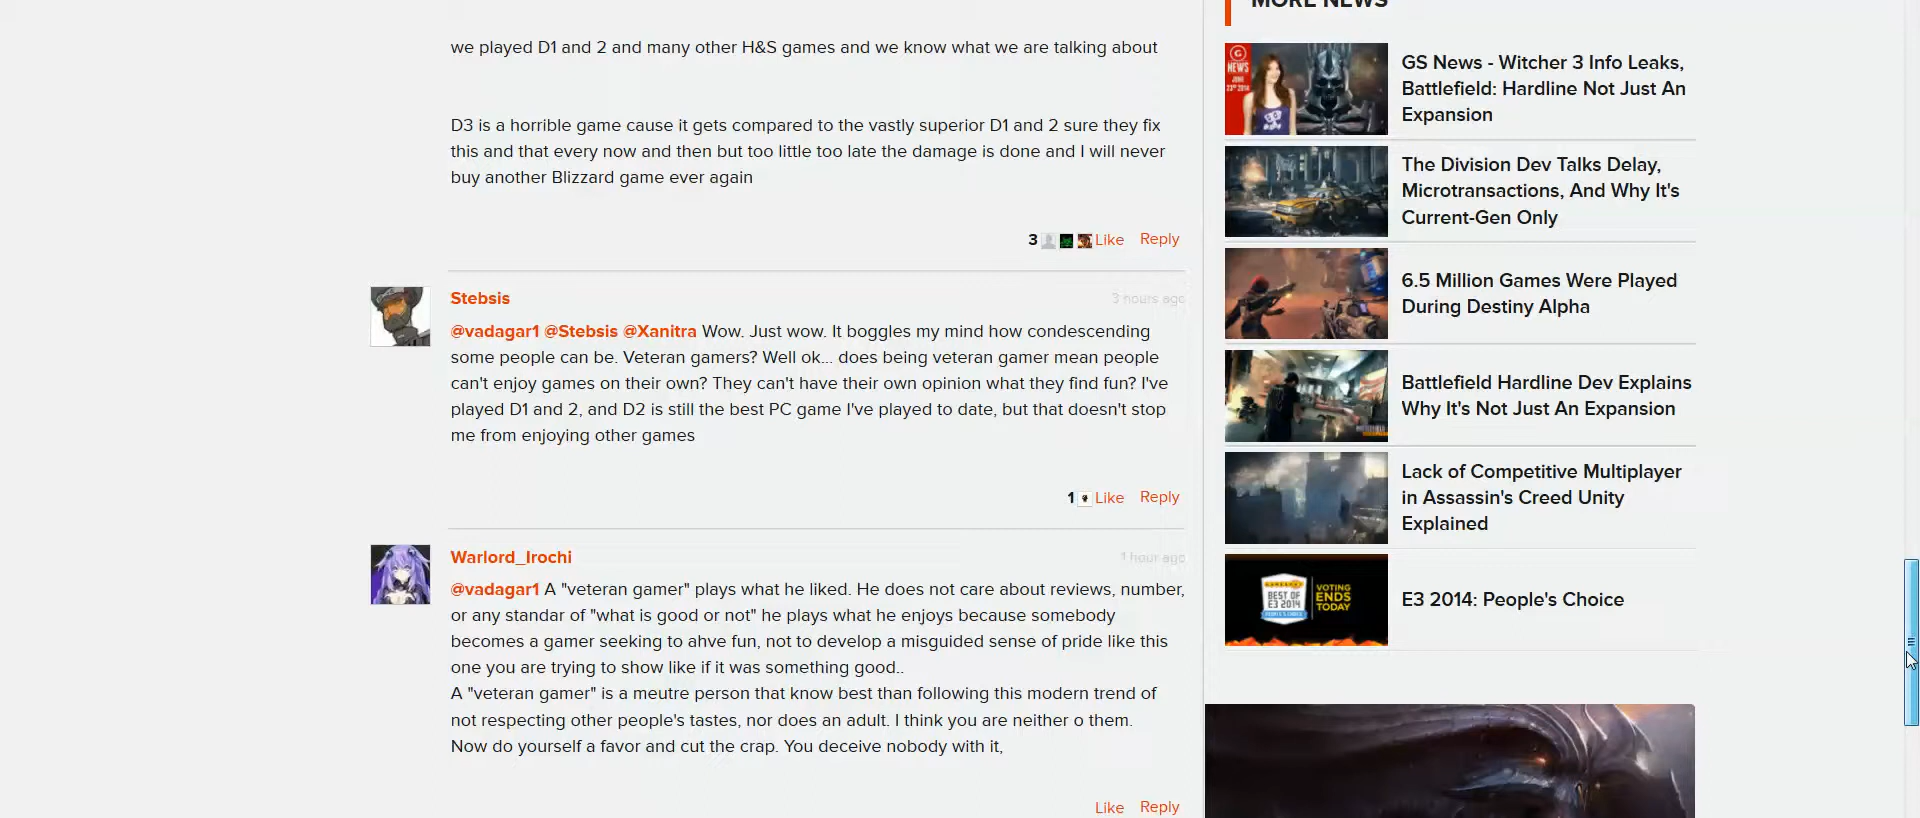 we played D1 and 2 and many other H&S games and we know what we are talking about
D3 is a horrible game cause it gets compared to the vastly superior D1 and 2 sure they fix
this and that every now and then but too little too late the damage is done and I will never
buy another Blizzard game ever again
3 Like Reply
Stebsis
3 hours ago
@vadagar1 @Stebsis @Xanitra Wow. Just wow. It boggles my mind how condescending
some people can be. Veteran gamers? Well ok... does being veteran gamer mean people
can't enjoy games on their own? They can't have their own opinion what they find fun? I've
played D1 and 2, and D2 is still the best PC game I've played to date, but that doesn't stop
me from enjoying other games
1 Like Reply
Warlord_Irochi
1 hour ago
@vadagar1 A "veteran gamer" plays what he liked. He does not care about reviews, number,
or any standar of "what is good or not" he plays what he enjoys because somebody
becomes a gamer seeking to ahve fun, not to develop a misguided sense of pride like this
one you are trying to show like if it was something good..
A "veteran gamer" is a meutre person that know best than following this modern trend of
not respecting other people's tastes, nor does an adult. I think you are neither o them.
Now do yourself a favor and cut the crap. You deceive nobody with it,
Like Reply
MORE NEWS
G
NEWS
JUNE
23RD 2014
GS News - Witcher 3 Info Leaks,
Battlefield: Hardline Not Just An
Expansion
The Division Dev Talks Delay,
Microtransactions, And Why It's
Current-Gen Only
6.5 Million Games Were Played
During Destiny Alpha
Battlefield Hardline Dev Explains
Why It's Not Just An Expansion
Lack of Competitive Multiplayer
in Assassin's Creed Unity
Explained
BEST OF
E3 2014
VOTING
ENDS
TODAY
E3 2014: People's Choice